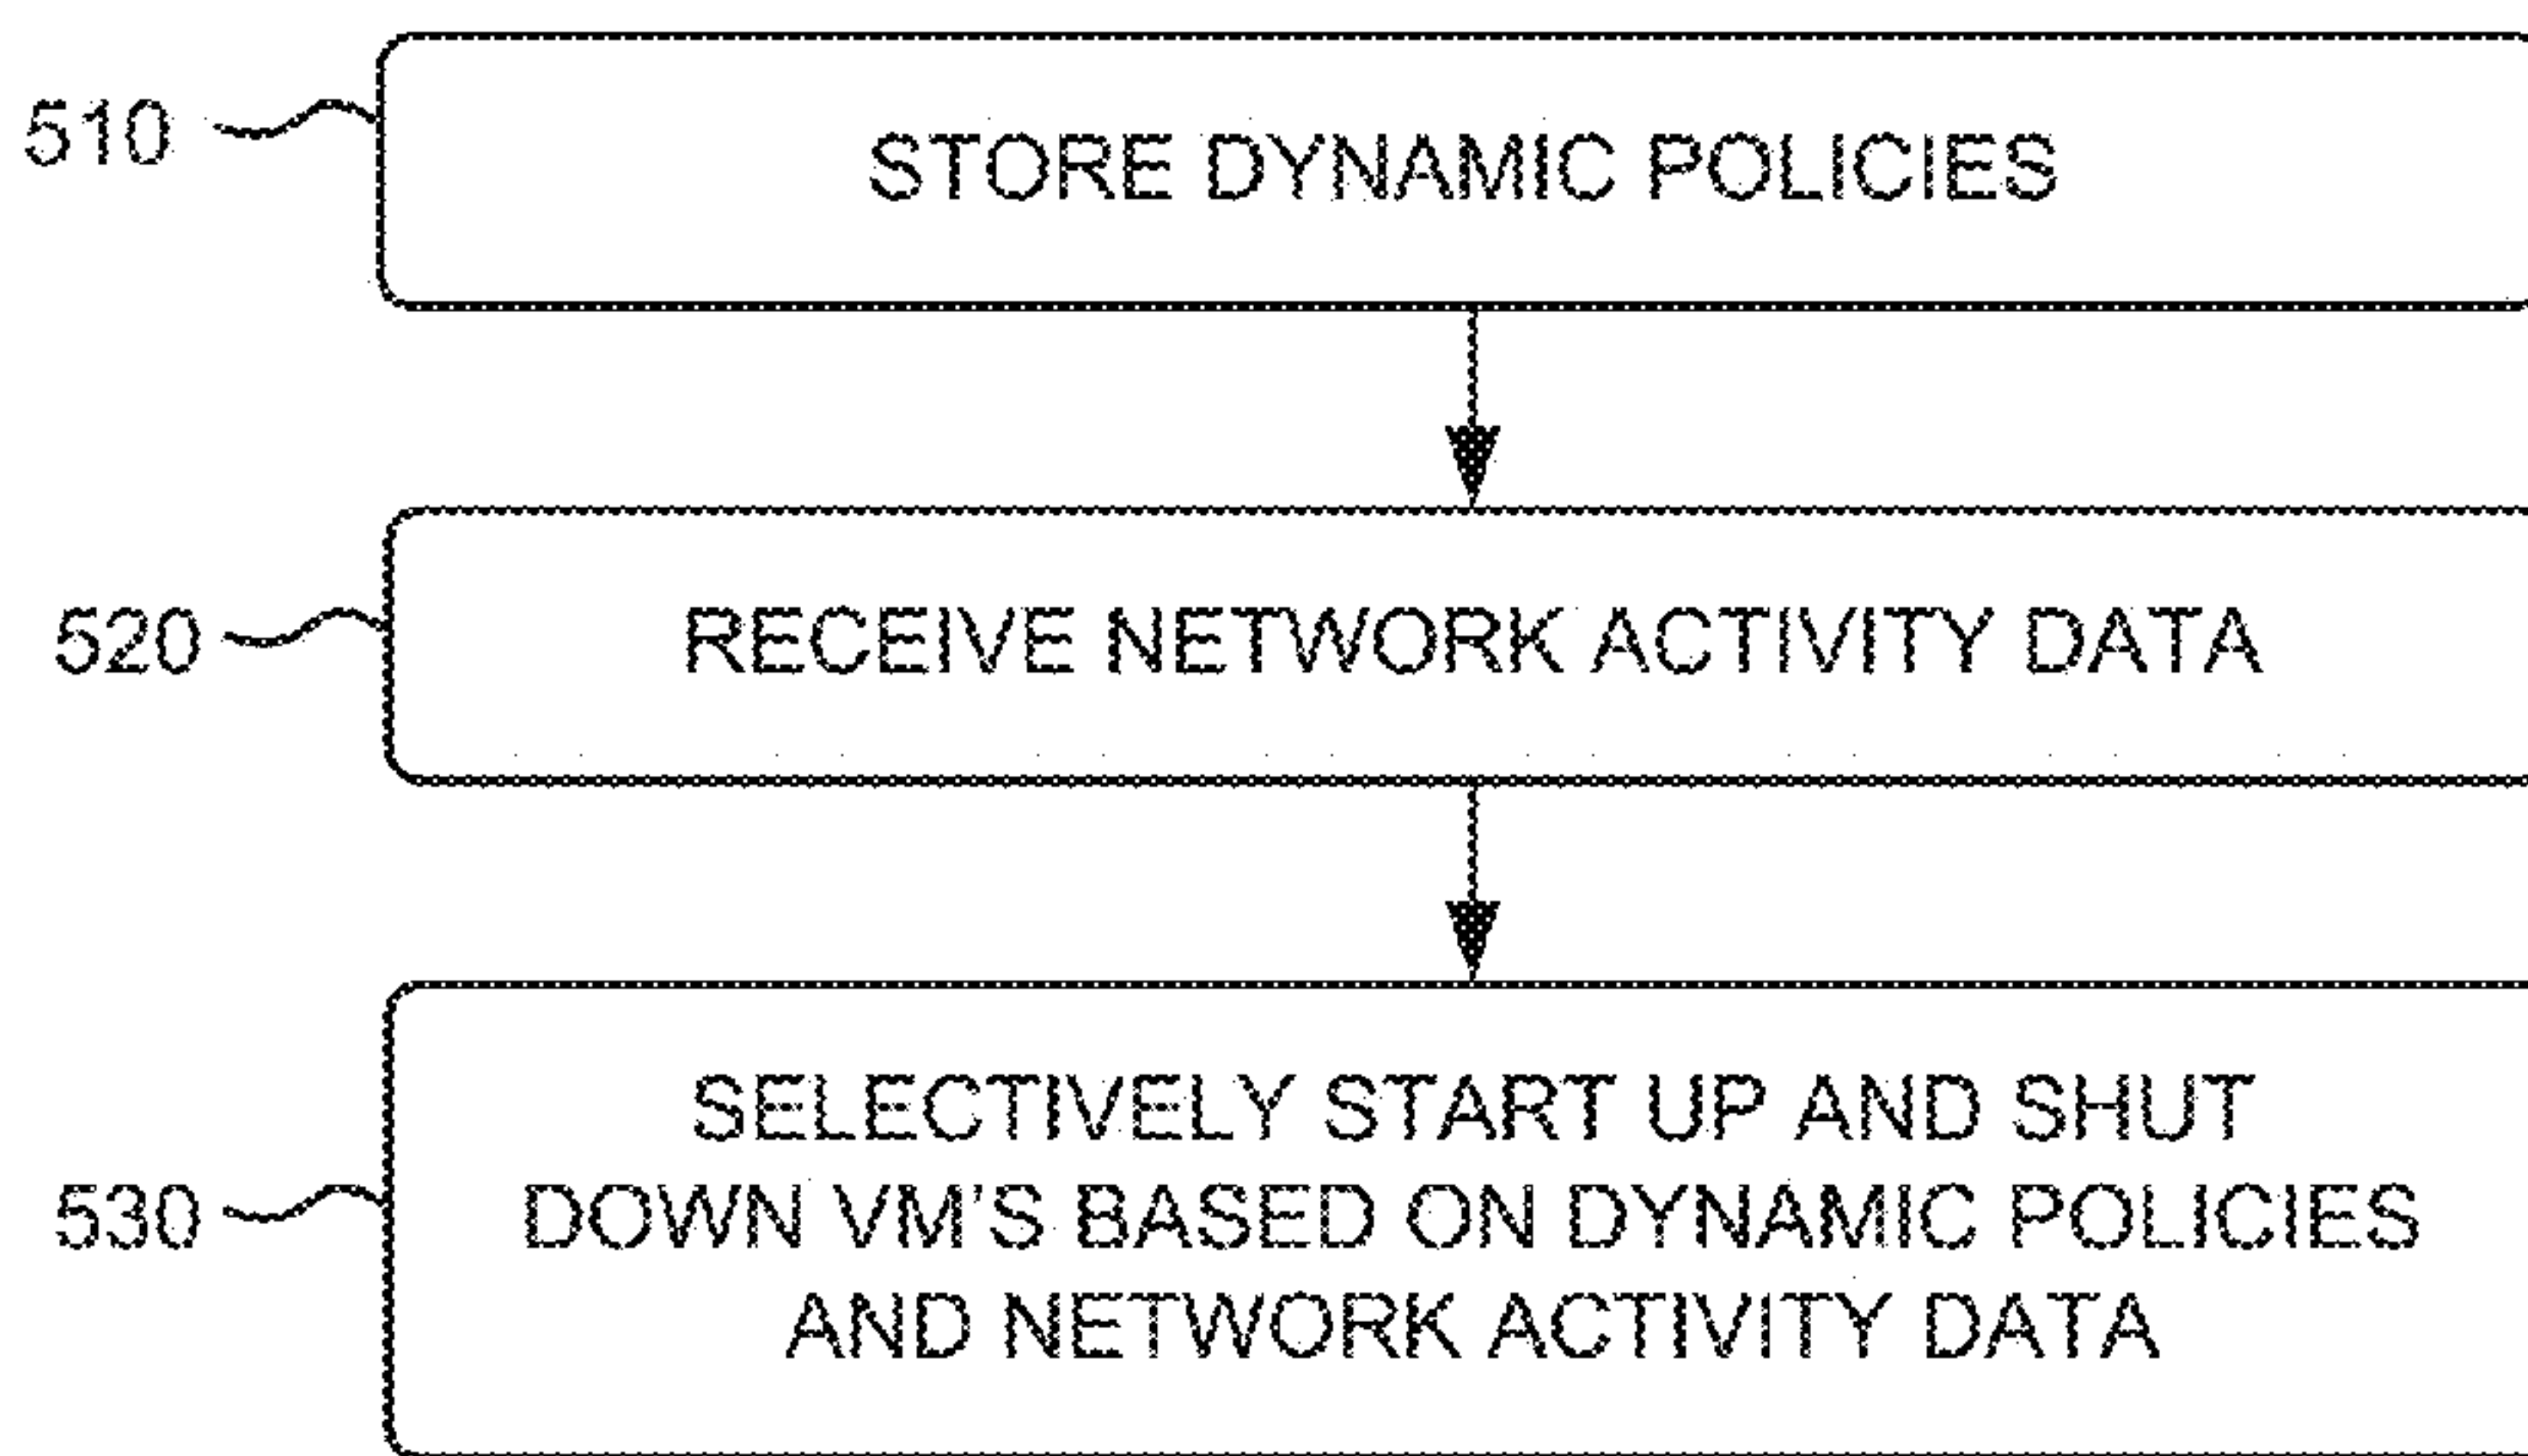 510
STORE DYNAMIC POLICIES
520
RECEIVE NETWORK ACTIVITY DATA
530
SELECTIVELY START UP AND SHUT
DOWN VM'S BASED ON DYNAMIC POLICIES
AND NETWORK ACTIVITY DATA